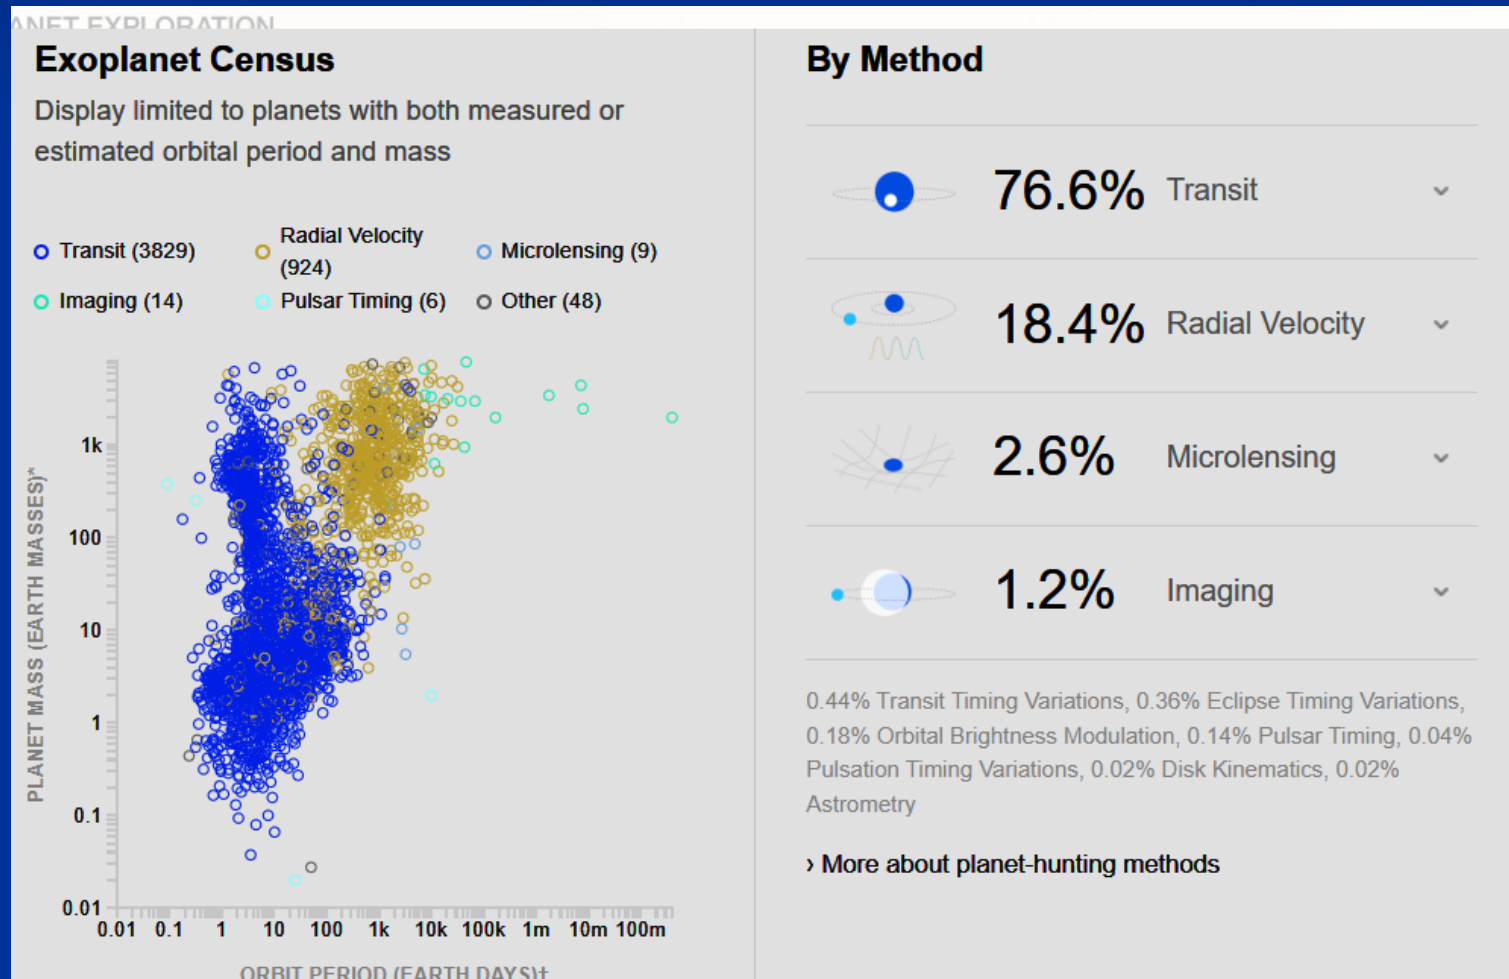 ANET EXPLORATION
Exoplanet Census
Display limited to planets with both measured or
estimated orbital period and mass
Transit (3829)
Radial Velocity
(924)
Microlensing (9)
Imaging (14)
Pulsar Timing (6)
Other (48)
PLANET MASS (EARTH MASSES)*
1k
100
10
1
0.1
0.01
0.01 0.1 1 10 100 1k 10k 100k 1m 10m 100m
ORBIT PERIOD (EARTH DAYS)†
By Method
76.6% Transit
18.4% Radial Velocity
2.6% Microlensing
1.2% Imaging
0.44% Transit Timing Variations, 0.36% Eclipse Timing Variations,
0.18% Orbital Brightness Modulation, 0.14% Pulsar Timing, 0.04%
Pulsation Timing Variations, 0.02% Disk Kinematics, 0.02%
Astrometry
› More about planet-hunting methods